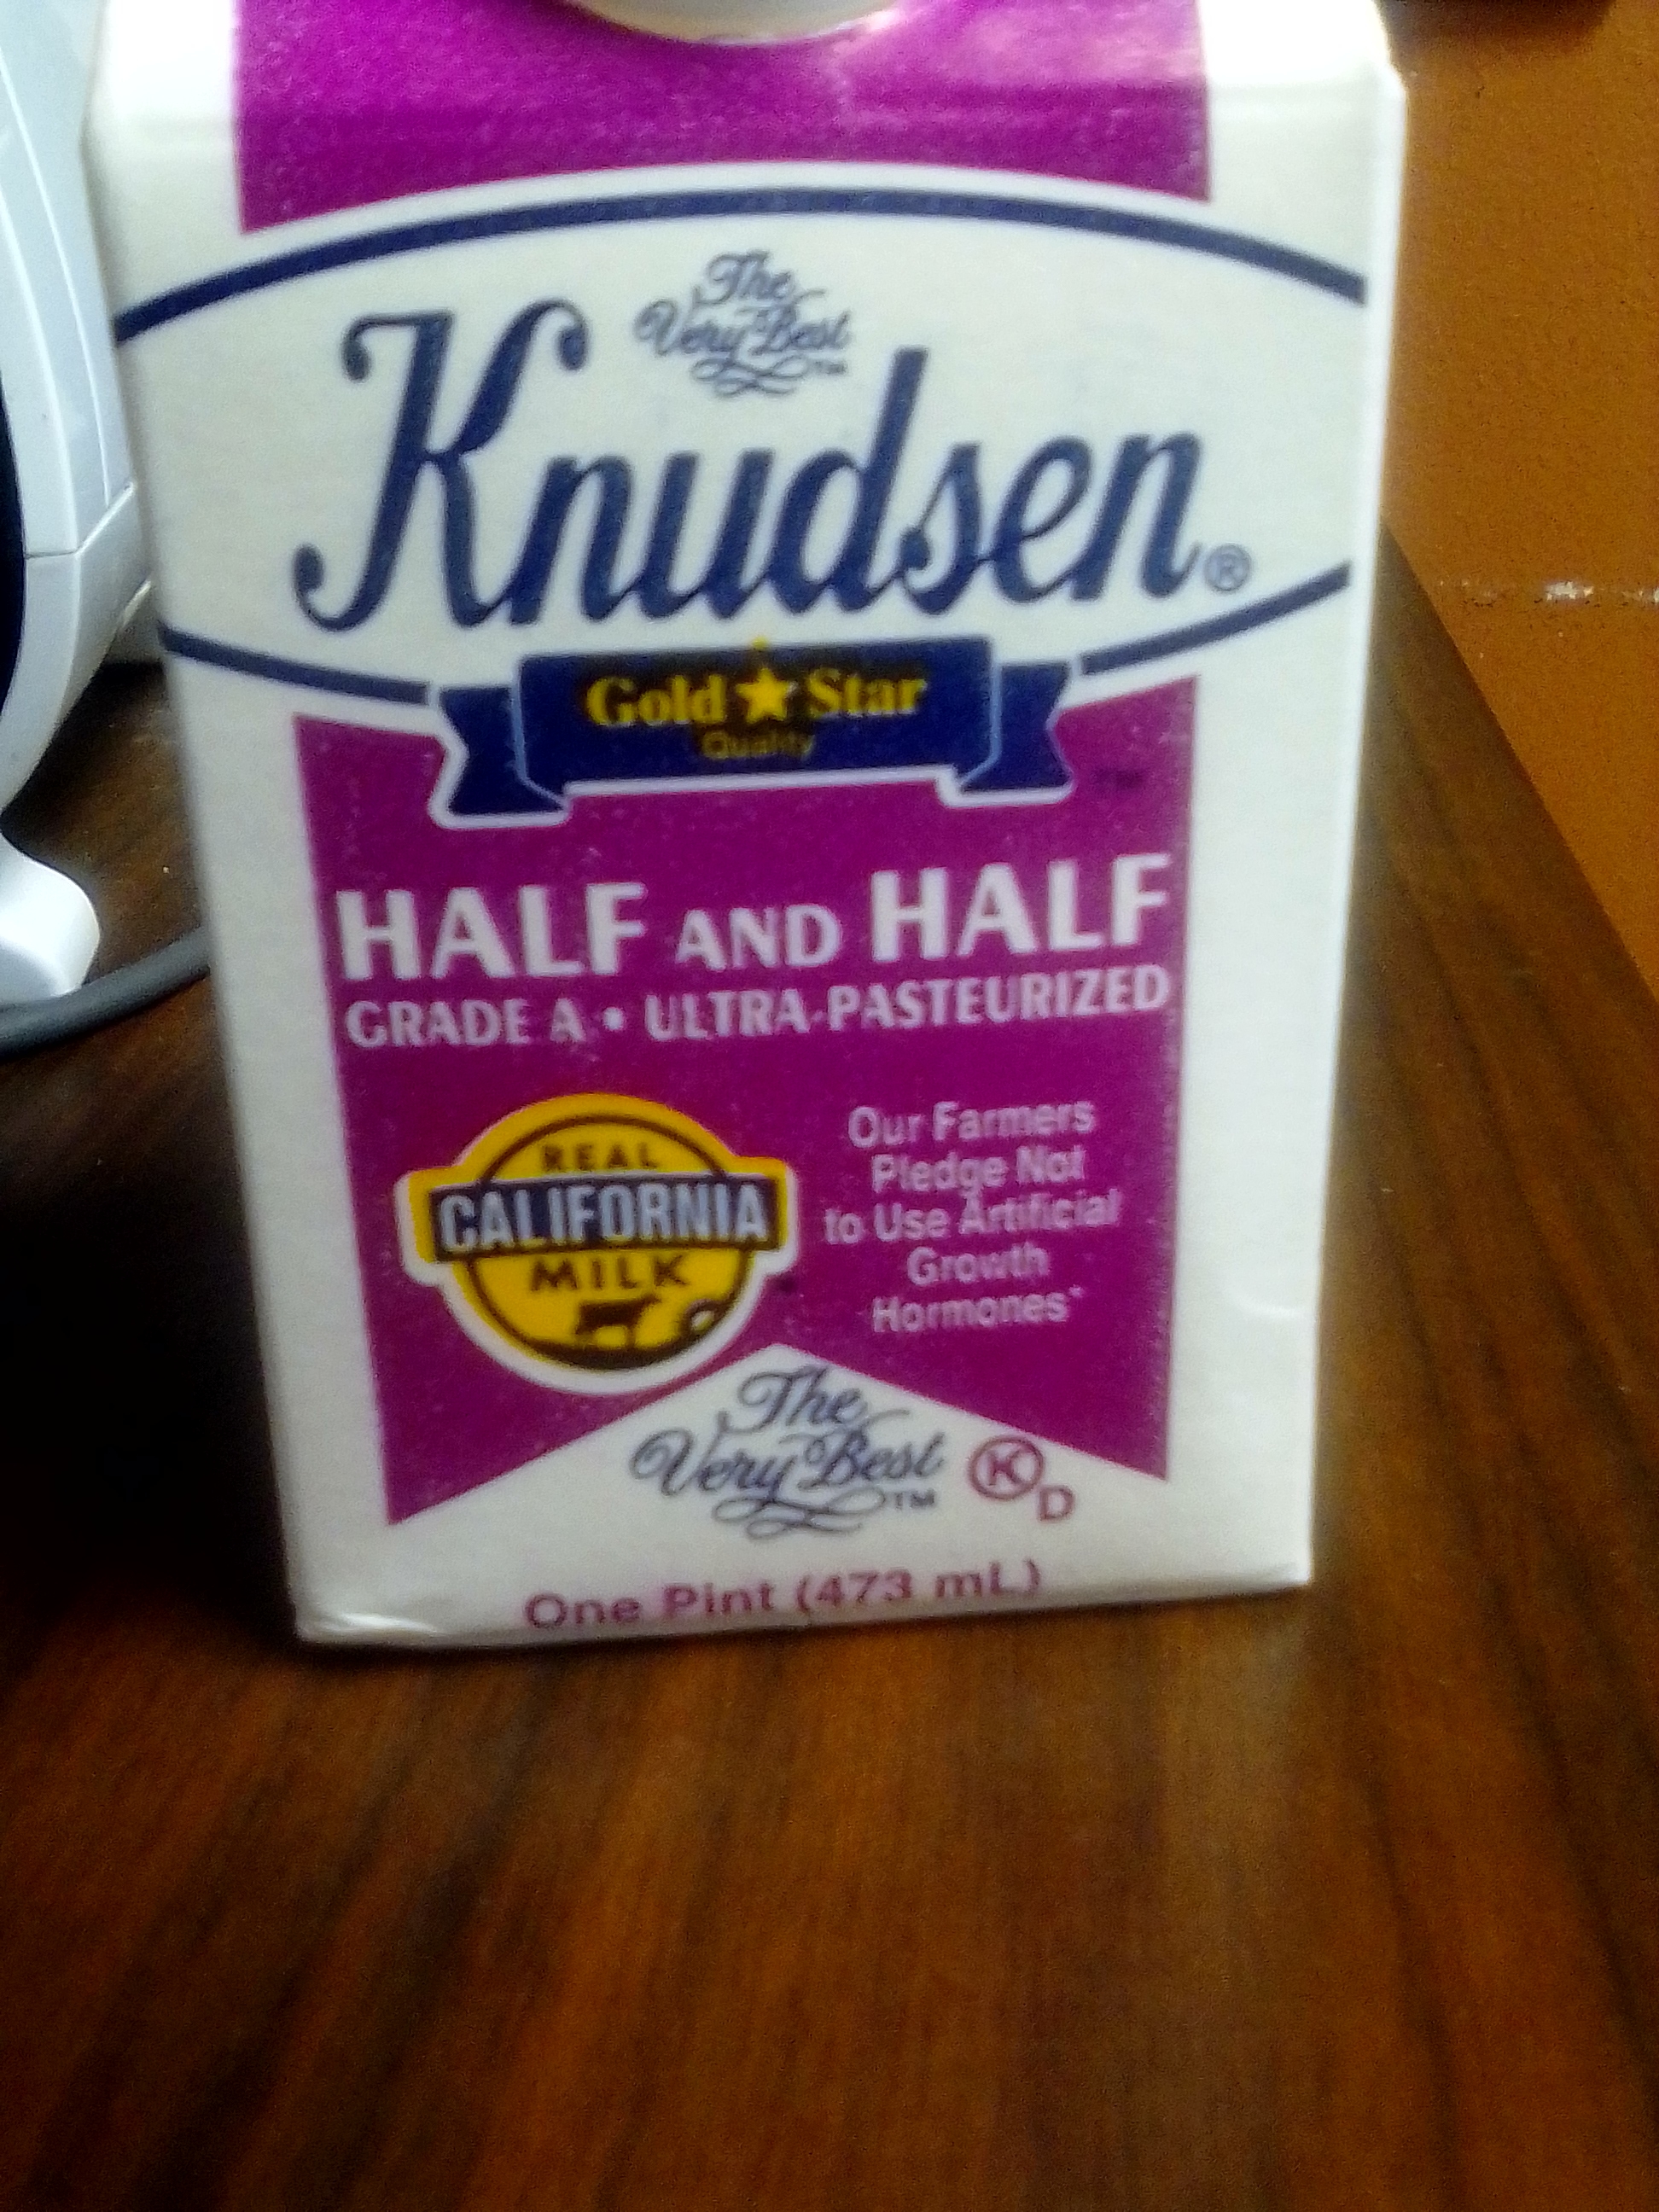 The
Very Best
TM
Knudsen®
Gold ★ Star
Quality
TM
HALF AND HALF
GRADE A • ULTRA-PASTEURIZED
REAL
CALIFORNIA
MILK
Our Farmers
Pledge Not
to Use Artificial
Growth
Hormones*
The
Very Best
TM
K
D
One Pint (473 mL)